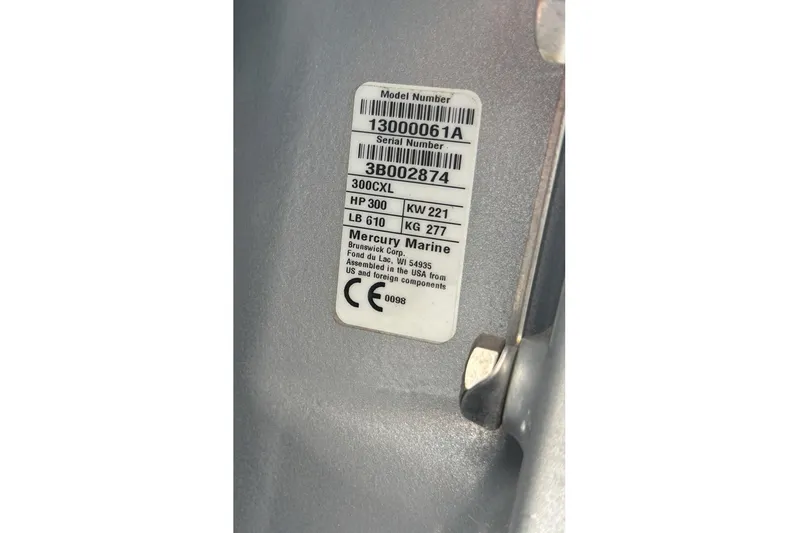 Model Number
13000061A
Serial Number
3B002874
300CXL
HP 300 KW 221
LB 610 KG 277
Mercury Marine
Brunswick Corp.
Fond du Lac, WI 54935
Assembled in the USA from
US and foreign components
CE 0098